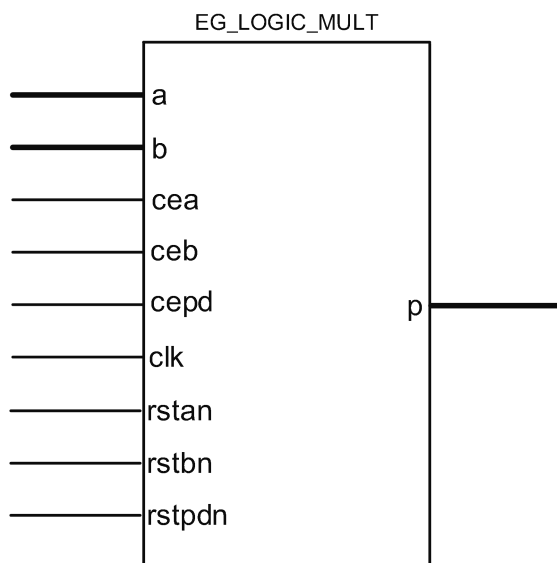 EG_LOGIC_MULT
a
b
cea
ceb
cepd
p
clk
rstan
rstbn
rstpdn